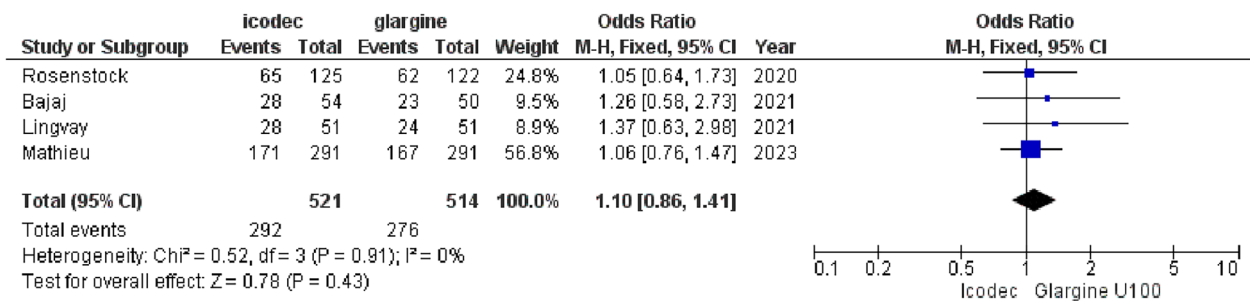 icodec glargine Odds Ratio Odds Ratio
Study or Subgroup Events Total Events Total Weight M-H, Fixed, 95% CI Year M-H, Fixed, 95% CI
Rosenstock 65 125 62 122 24.8% 1.05 [0.64, 1.73] 2020
Bajaj 28 54 23 50 9.5% 1.26 [0.58, 2.73] 2021
Lingvay 28 51 24 51 8.9% 1.37 [0.63, 2.98] 2021
Mathieu 171 291 167 291 56.8% 1.06 [0.76, 1.47] 2023
Total (95% CI) 521 514 100.0% 1.10 [0.86, 1.41]
Total events 292 276
Heterogeneity: Chi² = 0.52, df = 3 (P = 0.91); I² = 0%
Test for overall effect: Z = 0.78 (P = 0.43)
0.1 0.2 0.5 1 2 5 10
Icodec Glargine U100